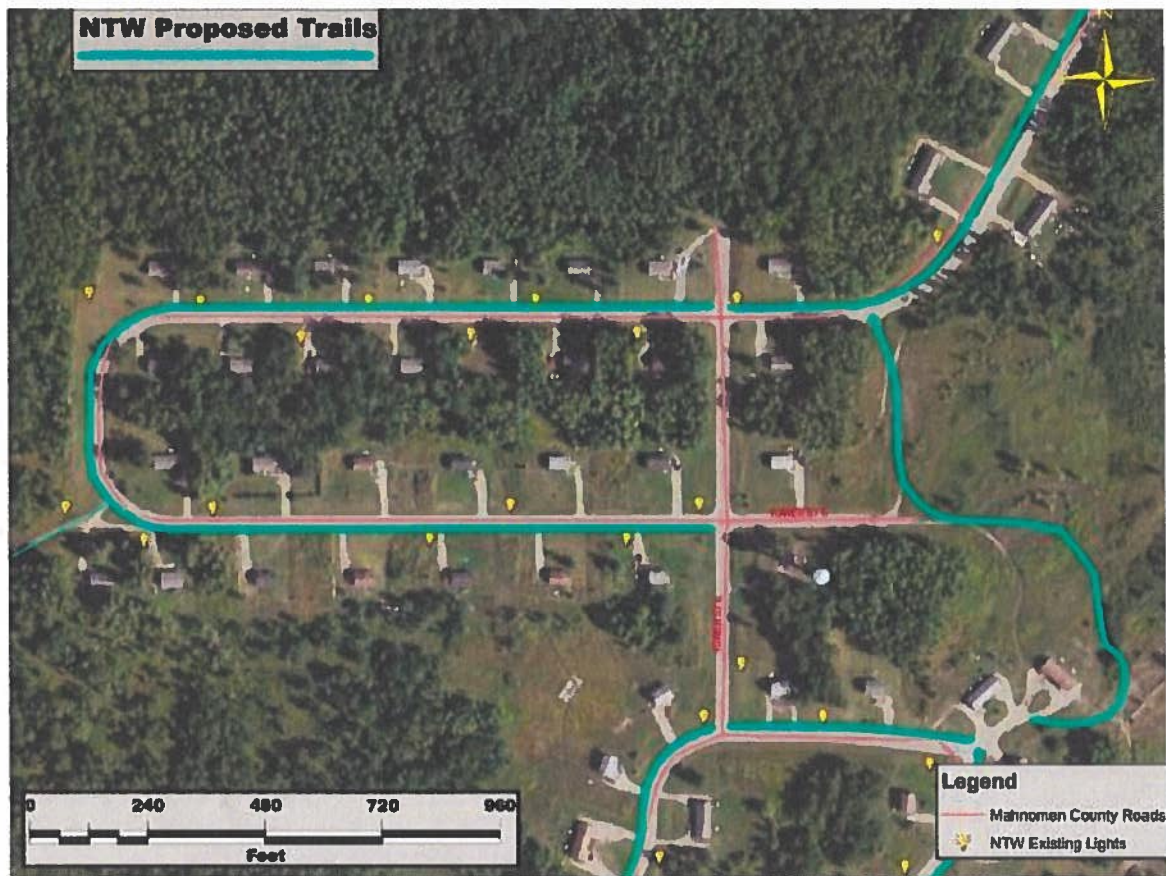 NTW Proposed Trails
0 240 480 720 960
Feet
Legend
Mahnomen County Roads
NTW Existing Lights